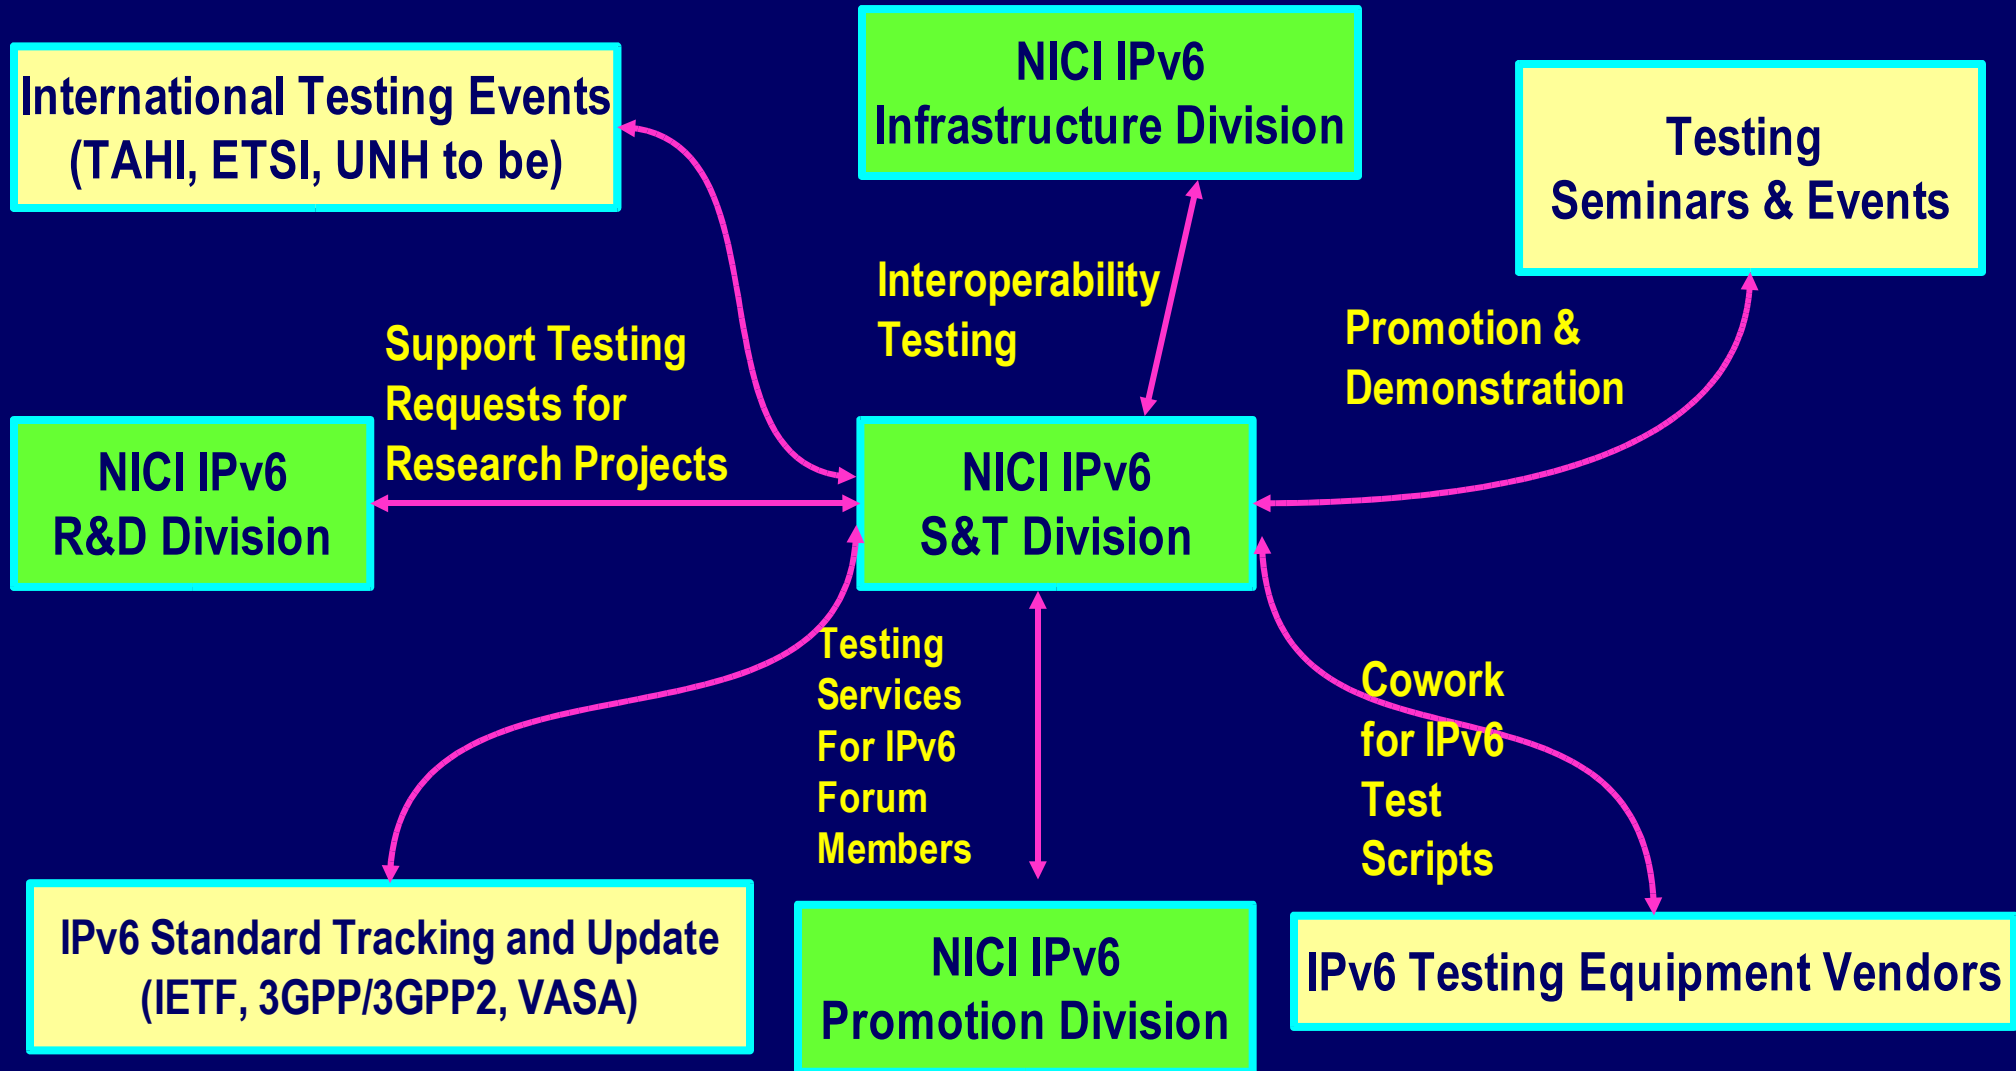 International Testing Events
(TAHI, ETSI, UNH to be)
NICI IPv6
Infrastructure Division
Testing
Seminars & Events
Interoperability
Testing
Support Testing
Requests for
Research Projects
Promotion &
Demonstration
NICI IPv6
R&D Division
NICI IPv6
S&T Division
Testing
Services
For IPv6
Forum
Members
Cowork
for IPv6
Test
Scripts
IPv6 Standard Tracking and Update
(IETF, 3GPP/3GPP2, VASA)
NICI IPv6
Promotion Division
IPv6 Testing Equipment Vendors